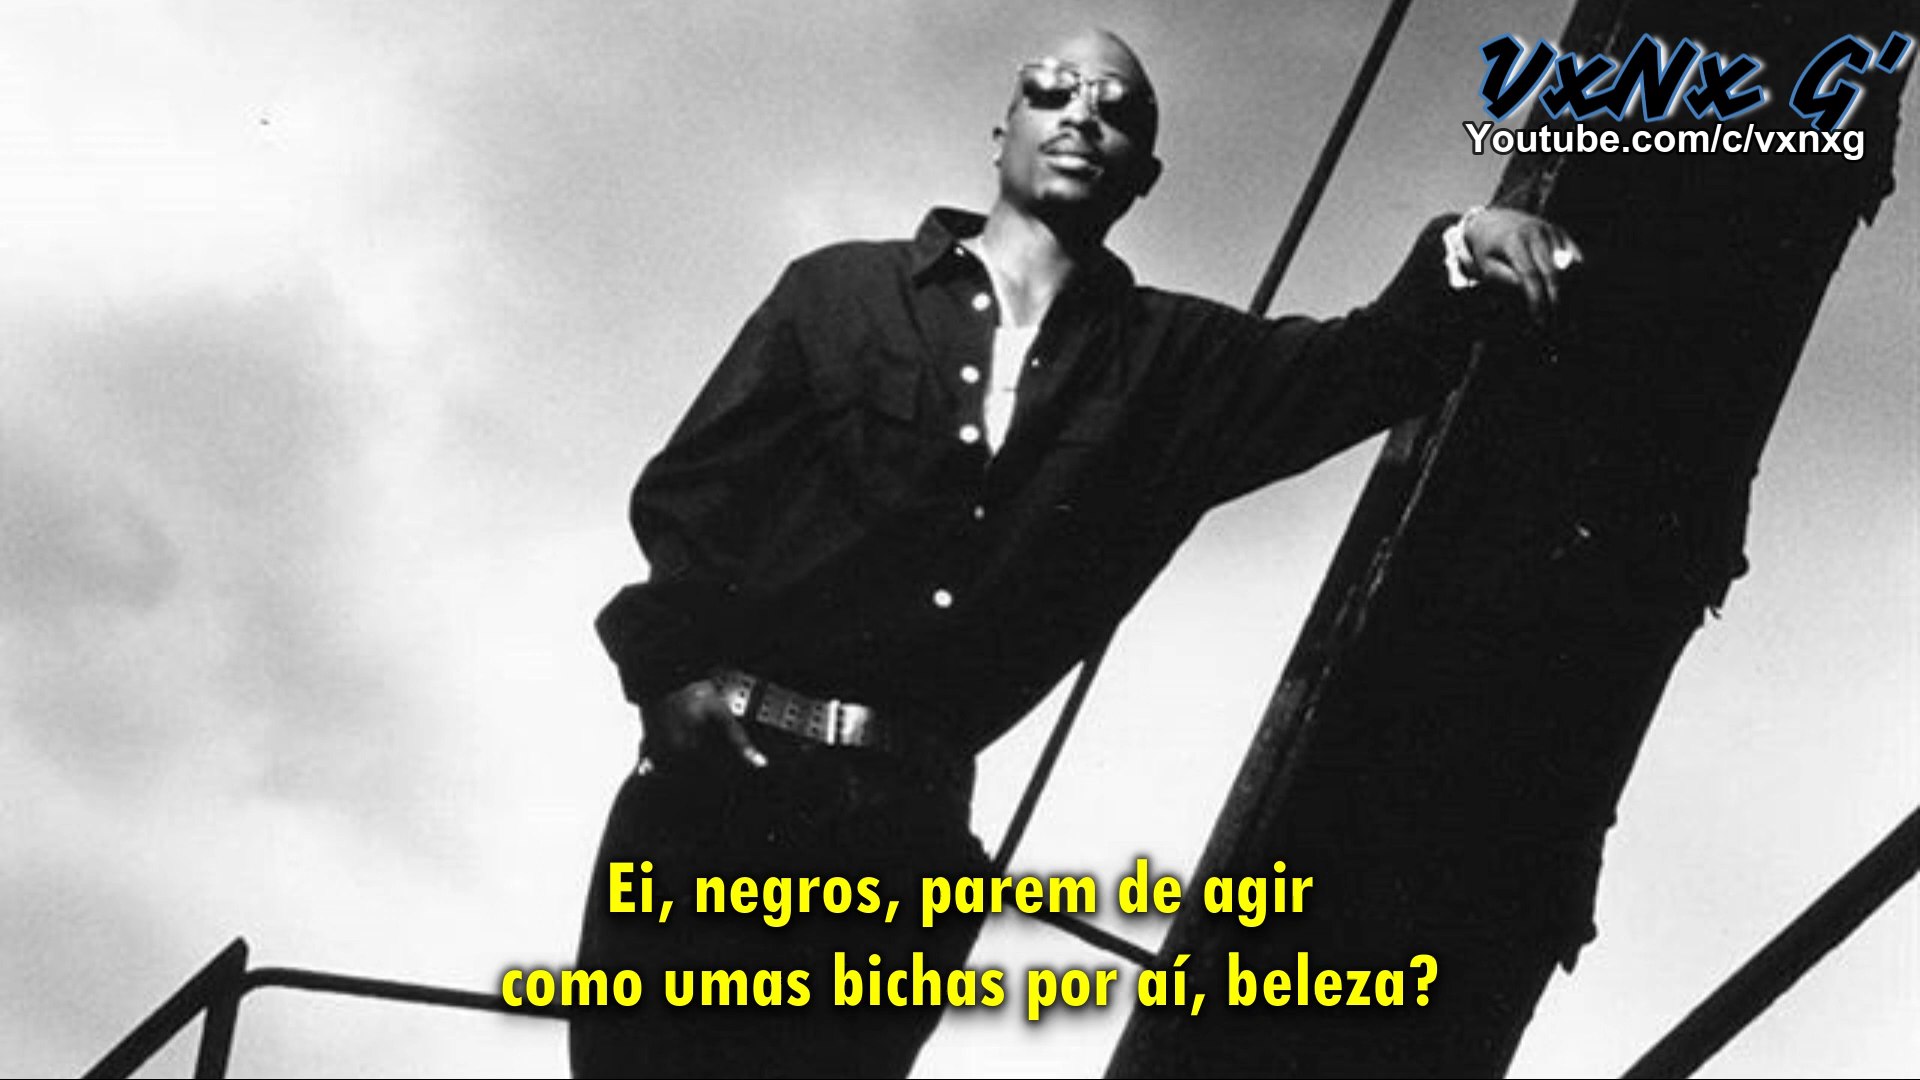 VxNx G'
Youtube.com/c/vxnxg
Ei, negros, parem de agir
como umas bichas por aí, beleza?